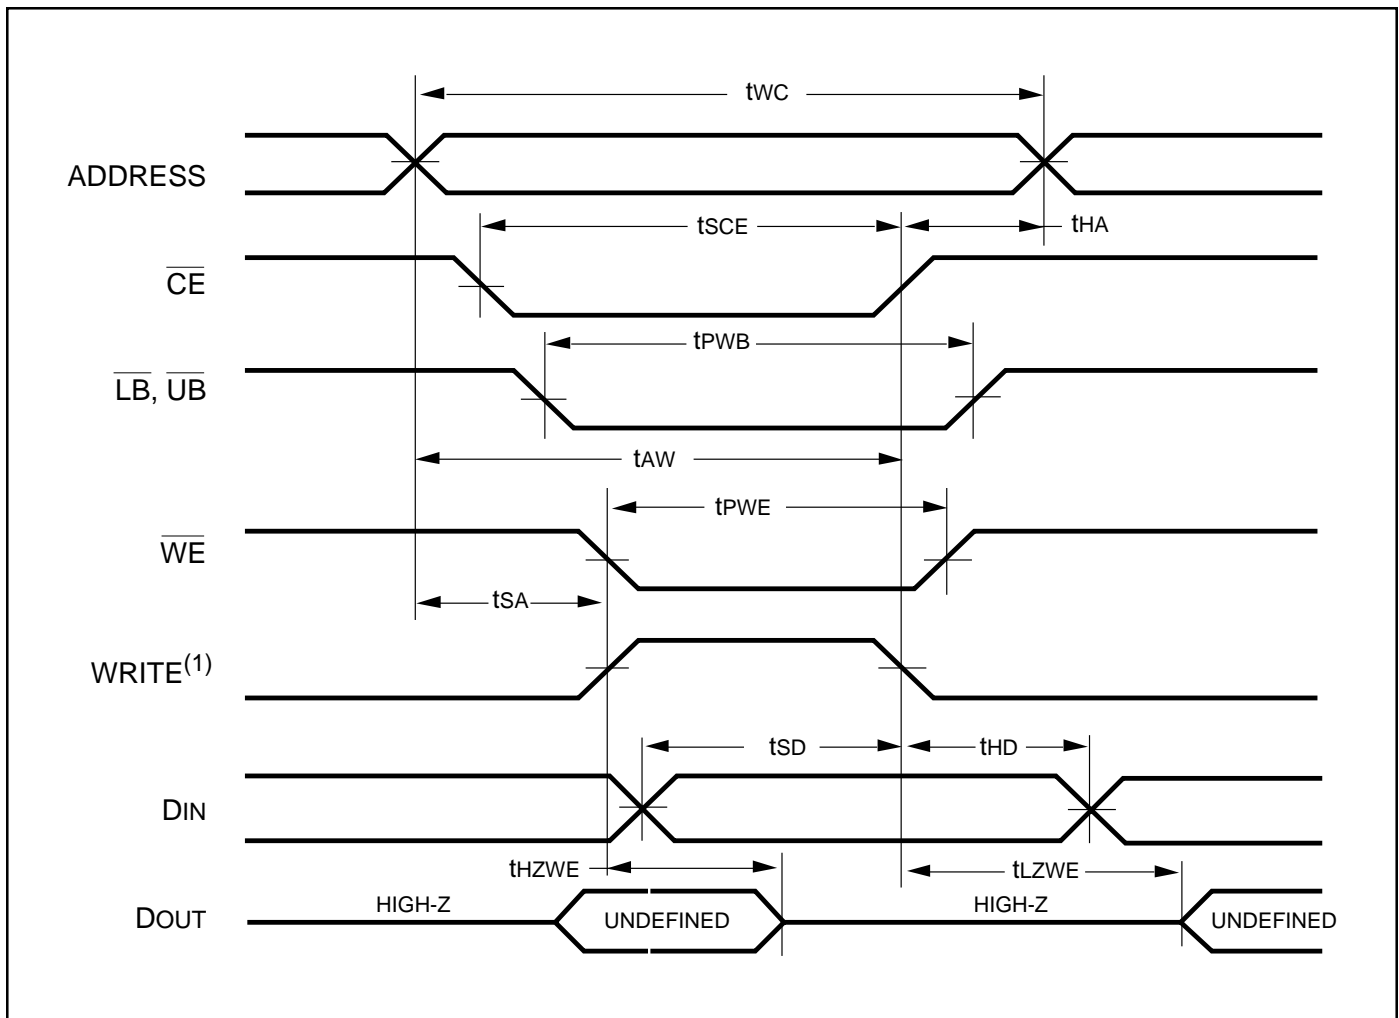 tWC
ADDRESS
tSCE
tHA
CE
tPWB
LB, UB
tAW
tPWE
WE
tSA
WRITE(1)
tSD
tHD
DIN
tHZWE
tLZWE
DOUT
HIGH-Z
UNDEFINED
HIGH-Z
UNDEFINED